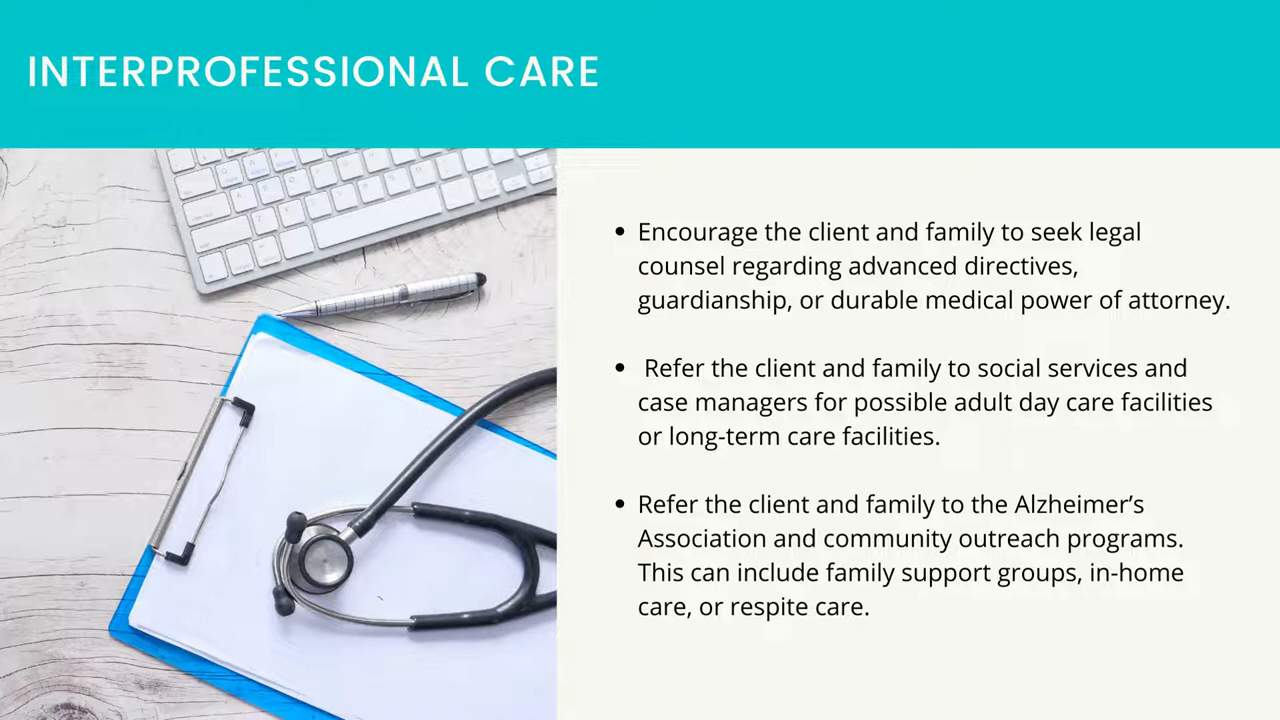 INTERPROFESSIONAL CARE
• Encourage the client and family to seek legal
counsel regarding advanced directives,
guardianship, or durable medical power of attorney.
• Refer the client and family to social services and
case managers for possible adult day care facilities
or long-term care facilities.
• Refer the client and family to the Alzheimer’s
Association and community outreach programs.
This can include family support groups, in-home
care, or respite care.